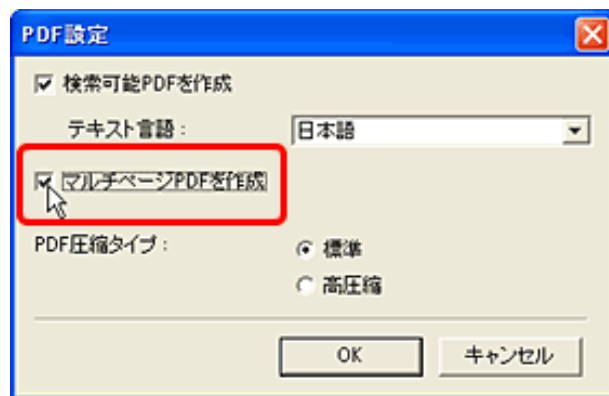 PDF設定
検索可能PDFを作成
テキスト言語：
日本語
マルチページPDFを作成
PDF圧縮タイプ：
標準
高圧縮
OK
キャンセル